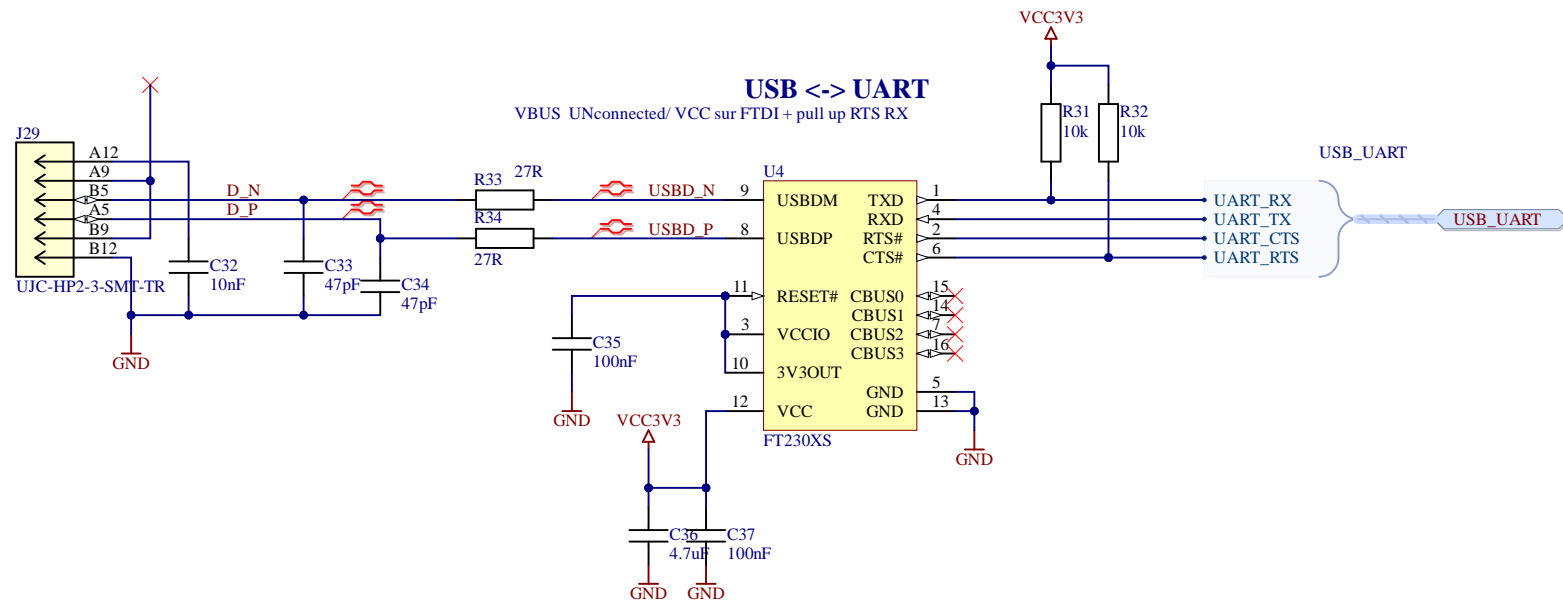 VCC3V3
USB <-> UART
VBUS UNconnected/ VCC sur FTDI + pull up RTS RX
R31
10k
R32
10k
J29
A12
A9
B5
A5
B9
B12
UJC-HP2-3-SMT-TR
D_N
D_P
R33
27R
R34
27R
USBD_N
USBD_P
C32
10nF
C33
47pF
C34
47pF
GND
U4
9
USBDM
8
USBDP
11
RESET#
3
VCCIO
10
3V3OUT
12
VCC
TXD
1
RXD
4
RTS#
2
CTS#
6
CBUS0
15
CBUS1
14
CBUS2
7
CBUS3
16
GND
5
GND
13
FT230XS
GND
C35
100nF
GND
VCC3V3
C36
4.7uF
C37
100nF
GND
GND
USB_UART
UART_RX
UART_TX
UART_CTS
UART_RTS
USB_UART